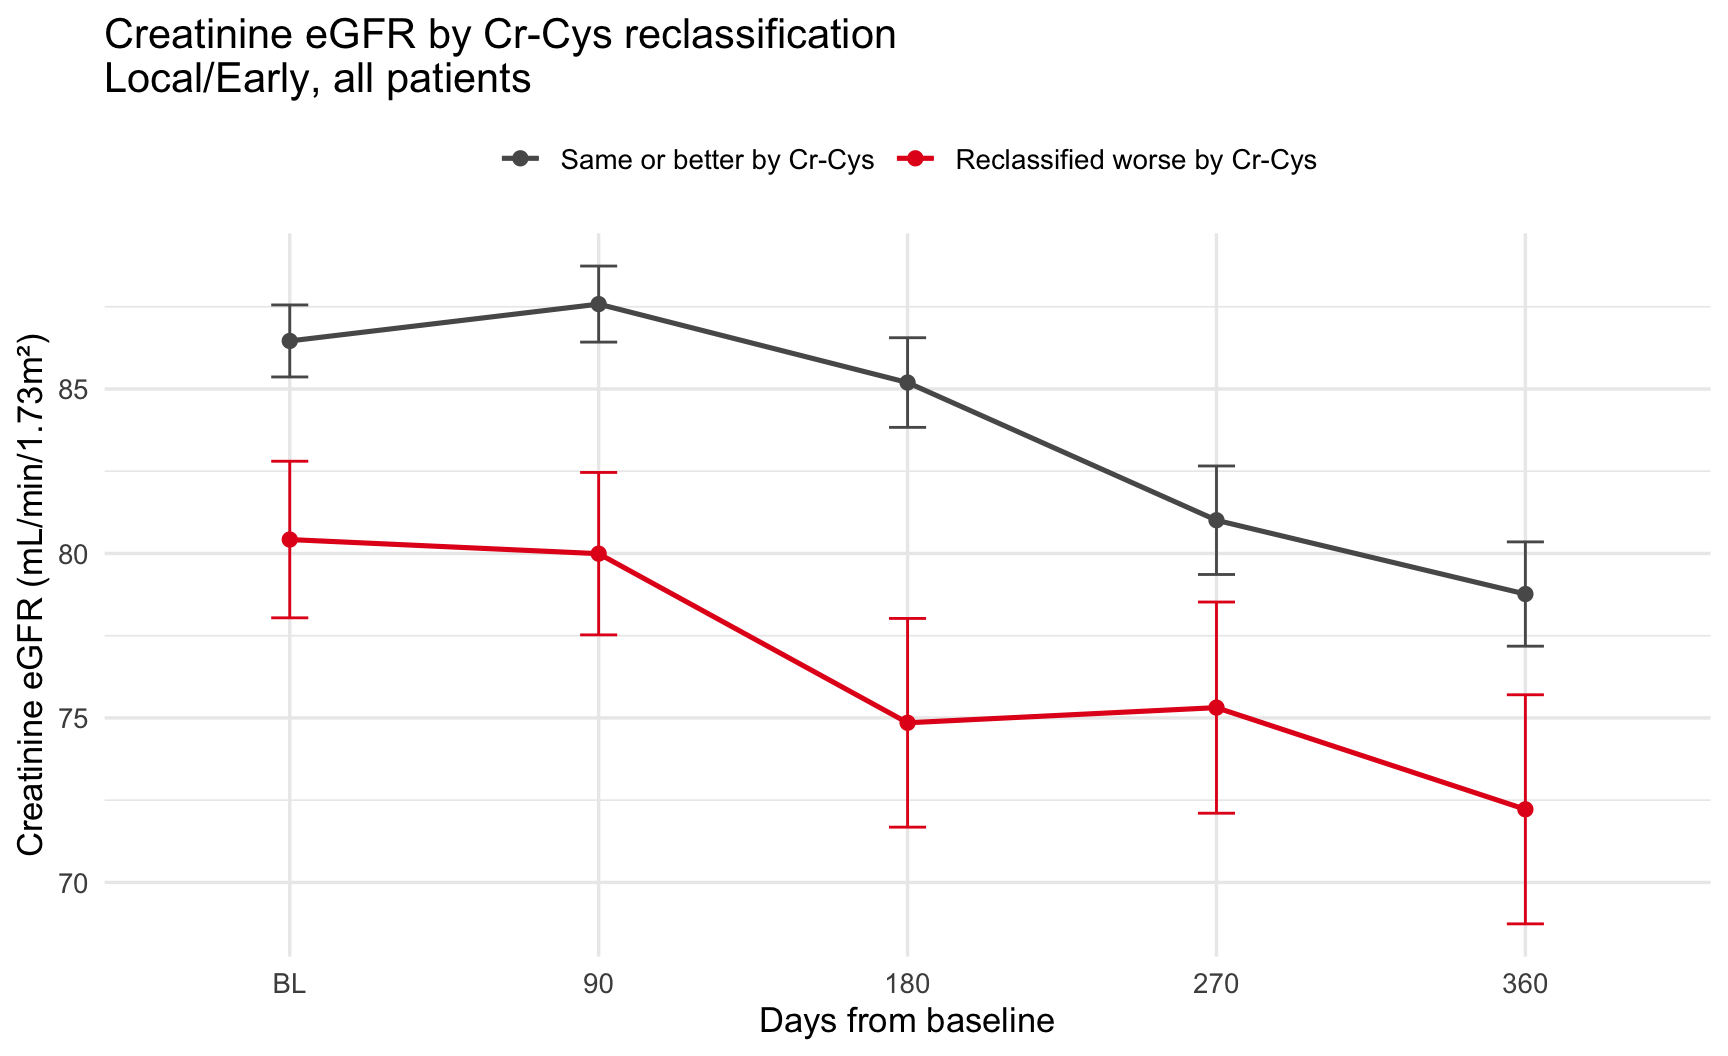 Creatinine eGFR by Cr-Cys reclassification
Local/Early, all patients
Same or better by Cr-Cys
Reclassified worse by Cr-Cys
Creatinine eGFR (mL/min/1.73m²)
85
80
75
70
BL
90
180
270
360
Days from baseline